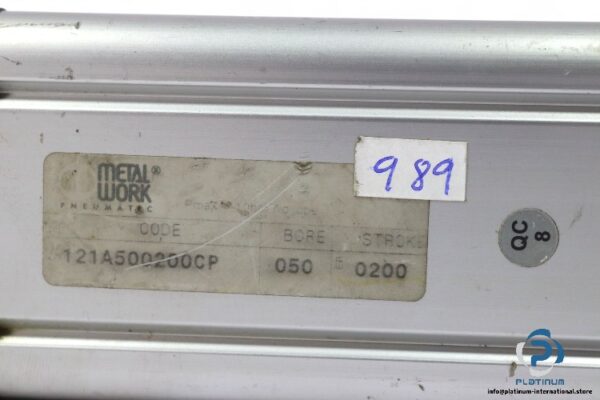 METAL®
WORK
PNEUMATIC
989
CODE BORE STROKE
121A500200CP 050 0200
QC
8
PLATINUM
info@platinum-international.store